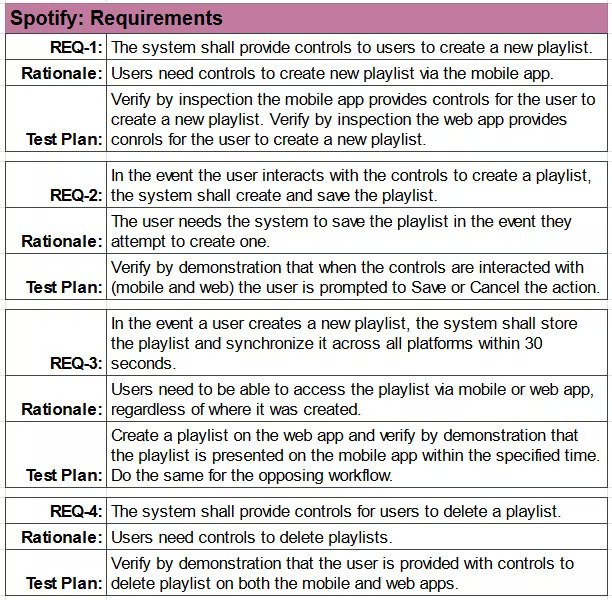 Spotify: Requirements
REQ-1: The system shall provide controls to users to create a new playlist.
Rationale: Users need controls to create new playlist via the mobile app.
Verify by inspection the mobile app provides controls for the user to
create a new playlist. Verify by inspection the web app provides
Test Plan: conrols for the user to create a new playlist.
In the event the user interacts with the controls to create a playlist,
REQ-2: the system shall create and save the playlist.
The user needs the system to save the playlist in the event they
Rationale: attempt to create one.
Verify by demonstration that when the controls are interacted with
Test Plan: (mobile and web) the user is prompted to Save or Cancel the action.
In the event a user creates a new playlist, the system shall store
the playlist and synchronize it across all platforms within 30
REQ-3: seconds.
Users need to be able to access the playlist via mobile or web app,
Rationale: regardless of where it was created.
Create a playlist on the web app and verify by demonstration that
the playlist is presented on the mobile app within the specified time.
Test Plan: Do the same for the opposing workflow.
REQ-4: The system shall provide controls for users to delete a playlist.
Rationale: Users need controls to delete playlists.
Verify by demonstration that the user is provided with controls to
Test Plan: delete playlist on both the mobile and web apps.